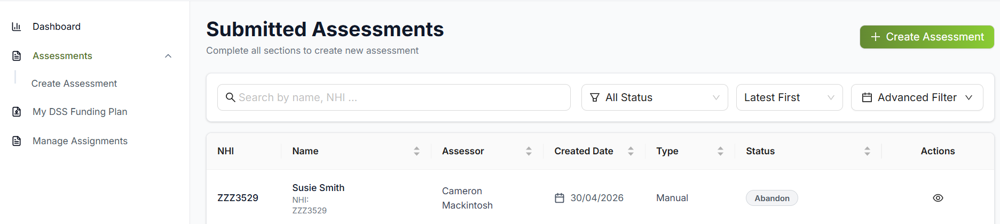 Dashboard
Assessments
Create Assessment
My DSS Funding Plan
Manage Assignments
Submitted Assessments
Complete all sections to create new assessment
Create Assessment
Search by name, NHI ...
All Status
Latest First
Advanced Filter
NHI Name Assessor Created Date Type Status Actions
ZZZ3529
Susie Smith
NHI:
ZZZ3529
Cameron
Mackintosh
30/04/2026
Manual
Abandon